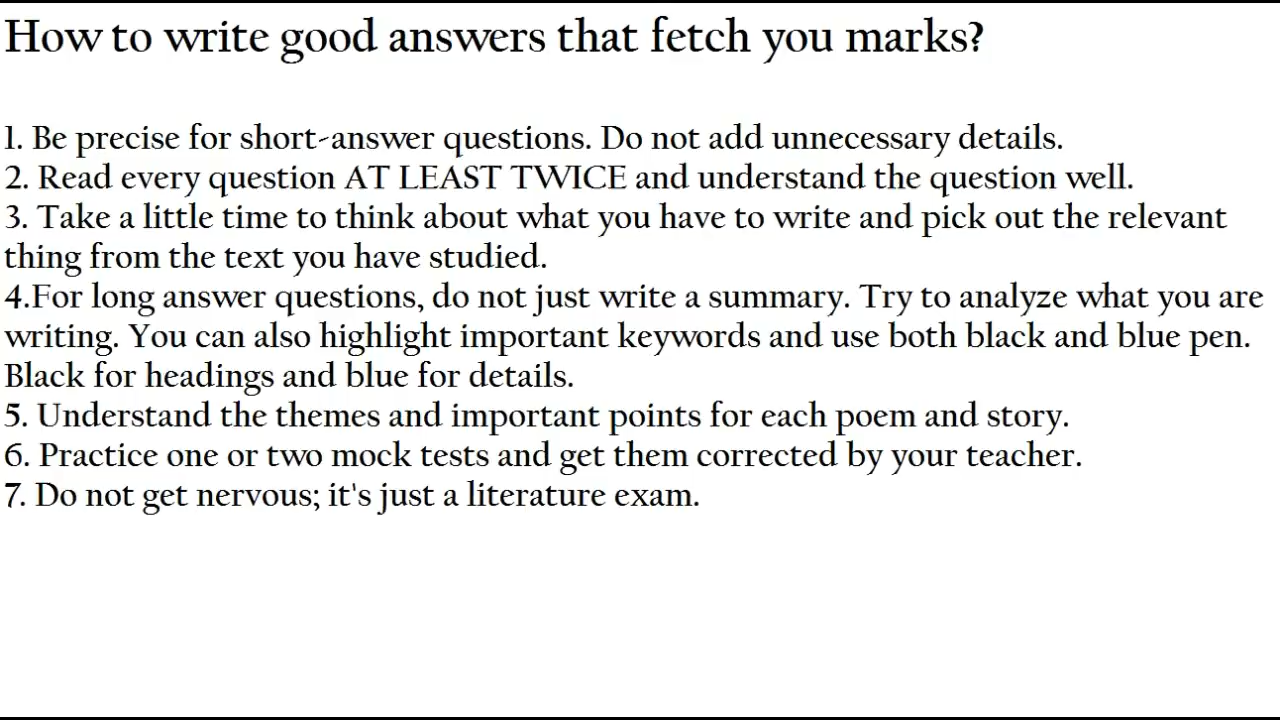 How to write good answers that fetch you marks?
1. Be precise for short-answer questions. Do not add unnecessary details.
2. Read every question AT LEAST TWICE and understand the question well.
3. Take a little time to think about what you have to write and pick out the relevant
thing from the text you have studied.
4.For long answer questions, do not just write a summary. Try to analyze what you are
writing. You can also highlight important keywords and use both black and blue pen.
Black for headings and blue for details.
5. Understand the themes and important points for each poem and story.
6. Practice one or two mock tests and get them corrected by your teacher.
7. Do not get nervous; it's just a literature exam.